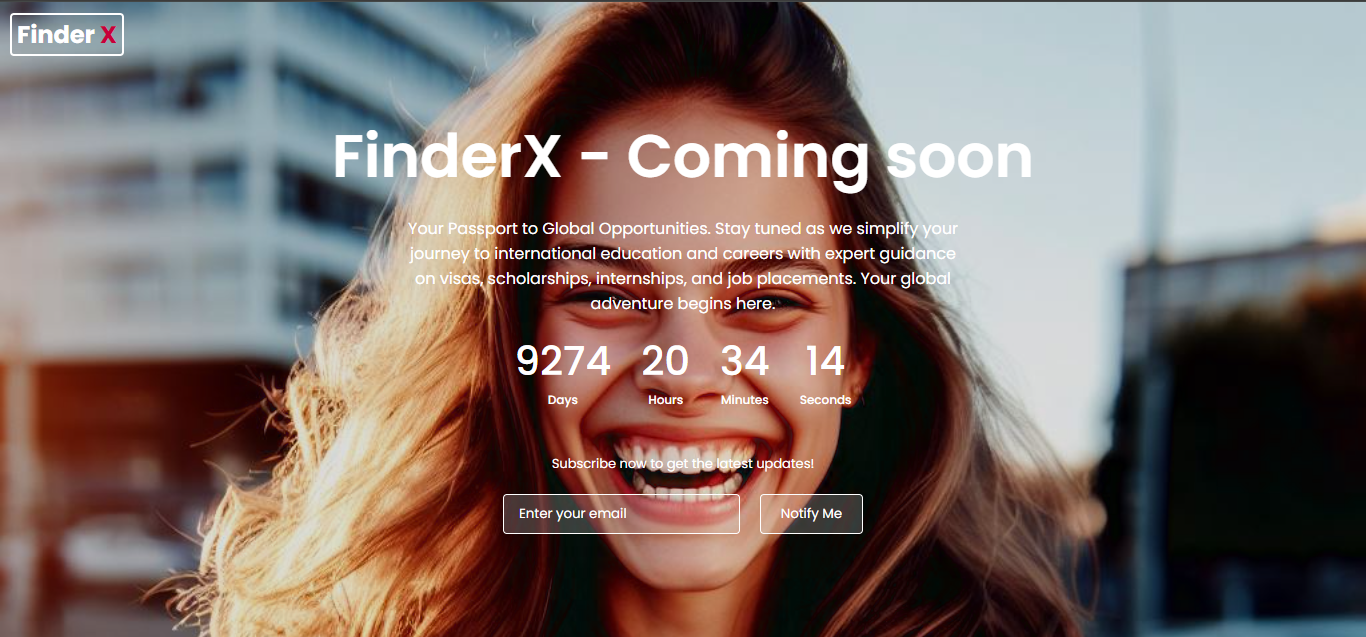 Finder X
FinderX - Coming soon
Your Passport to Global Opportunities. Stay tuned as we simplify your
journey to international education and careers with expert guidance
on visas, scholarships, internships, and job placements. Your global
adventure begins here.
9274 20 34 14
Days Hours Minutes Seconds
Subscribe now to get the latest updates!
Enter your email Notify Me